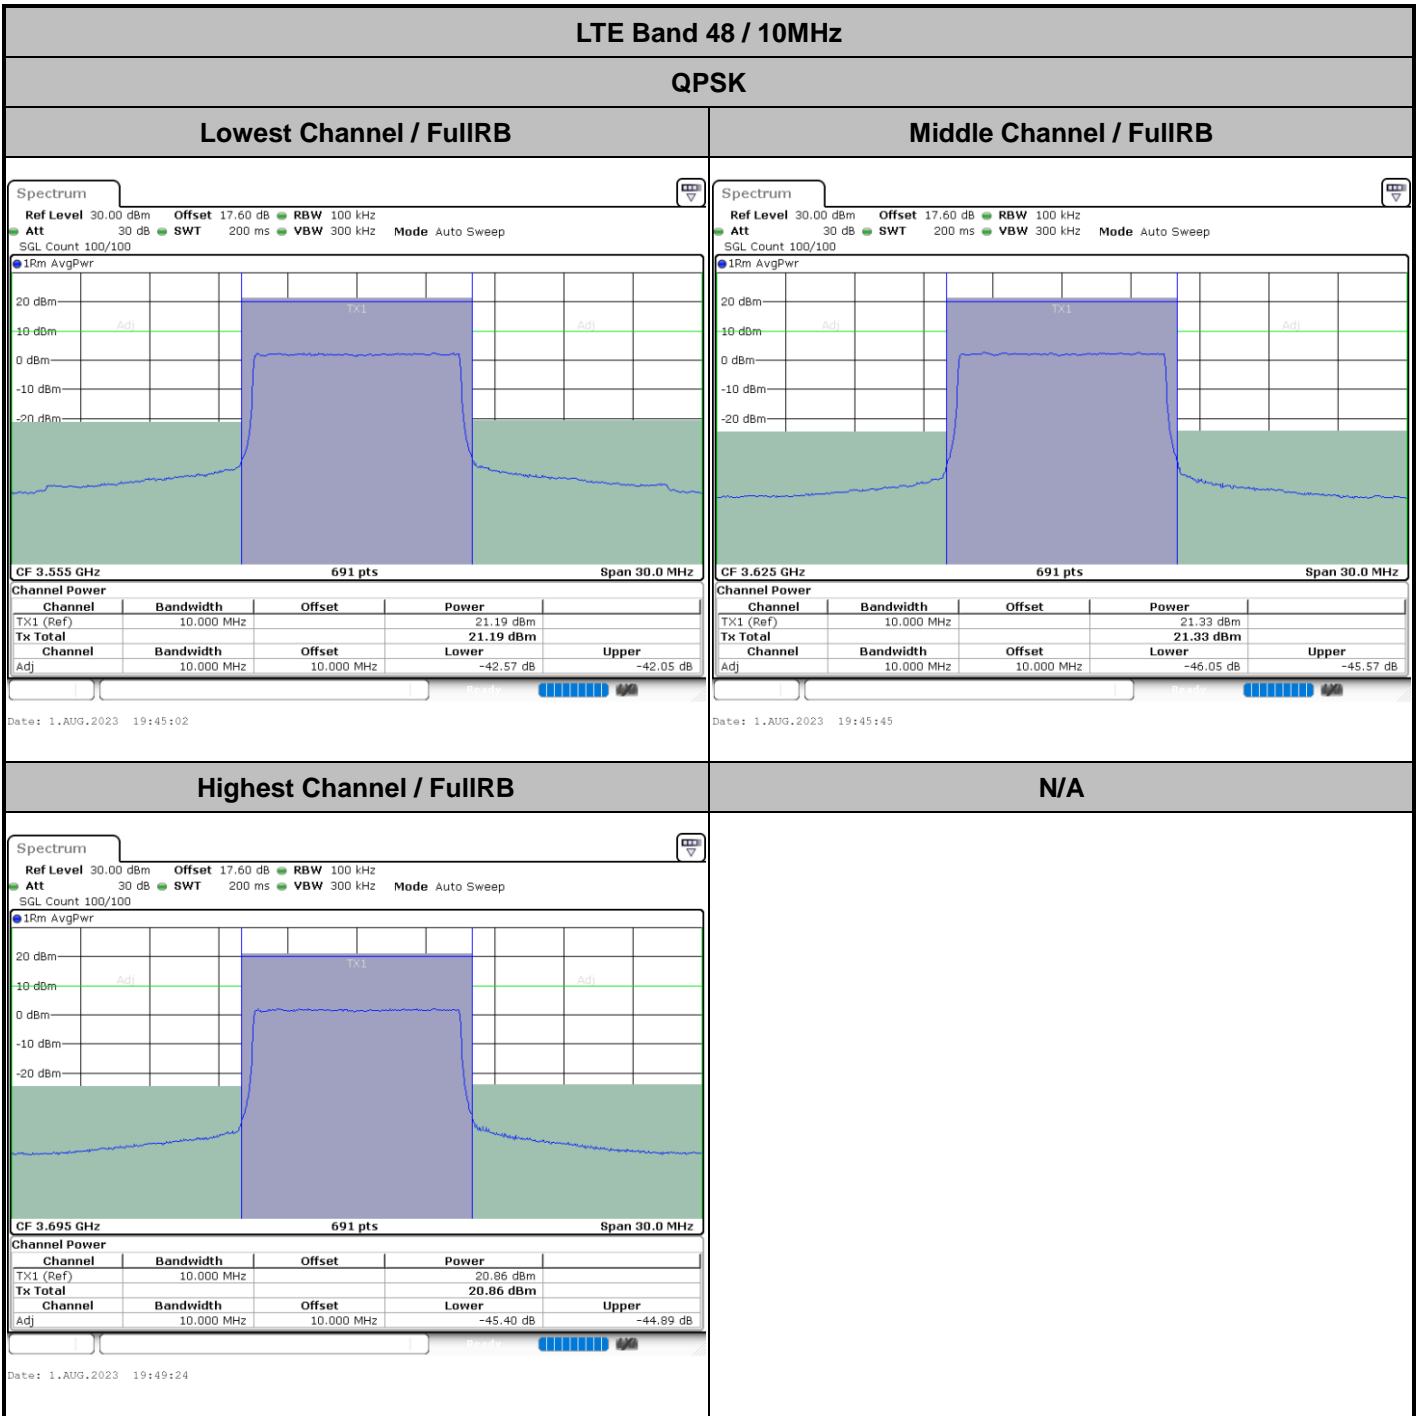 LTE Band 48 / 10MHz
QPSK
Lowest Channel / FullRB
Middle Channel / FullRB
Spectrum
Ref Level 30.00 dBm Offset 17.60 dB RBW 100 kHz
Att 30 dB SWT 200 ms VBW 300 kHz Mode Auto Sweep
SGL Count 100/100
1Rm AvgPwr
20 dBm
TX1
Adj
Adj
10 dBm
0 dBm
-10 dBm
-20 dBm
CF 3.555 GHz 691 pts Span 30.0 MHz
Channel Power
Channel Bandwidth Offset Power
TX1 (Ref) 10.000 MHz 21.19 dBm
Tx Total 21.19 dBm
Channel Bandwidth Offset Lower Upper
Adj 10.000 MHz 10.000 MHz -42.57 dB -42.05 dB
Ready
Date: 1.AUG.2023 19:45:02
Spectrum
Ref Level 30.00 dBm Offset 17.60 dB RBW 100 kHz
Att 30 dB SWT 200 ms VBW 300 kHz Mode Auto Sweep
SGL Count 100/100
1Rm AvgPwr
20 dBm
TX1
Adj
Adj
10 dBm
0 dBm
-10 dBm
-20 dBm
CF 3.625 GHz 691 pts Span 30.0 MHz
Channel Power
Channel Bandwidth Offset Power
TX1 (Ref) 10.000 MHz 21.33 dBm
Tx Total 21.33 dBm
Channel Bandwidth Offset Lower Upper
Adj 10.000 MHz 10.000 MHz -46.05 dB -45.57 dB
Ready
Date: 1.AUG.2023 19:45:45
Highest Channel / FullRB
N/A
Spectrum
Ref Level 30.00 dBm Offset 17.60 dB RBW 100 kHz
Att 30 dB SWT 200 ms VBW 300 kHz Mode Auto Sweep
SGL Count 100/100
1Rm AvgPwr
20 dBm
TX1
Adj
Adj
10 dBm
0 dBm
-10 dBm
-20 dBm
CF 3.695 GHz 691 pts Span 30.0 MHz
Channel Power
Channel Bandwidth Offset Power
TX1 (Ref) 10.000 MHz 20.86 dBm
Tx Total 20.86 dBm
Channel Bandwidth Offset Lower Upper
Adj 10.000 MHz 10.000 MHz -45.40 dB -44.89 dB
Ready
Date: 1.AUG.2023 19:49:24